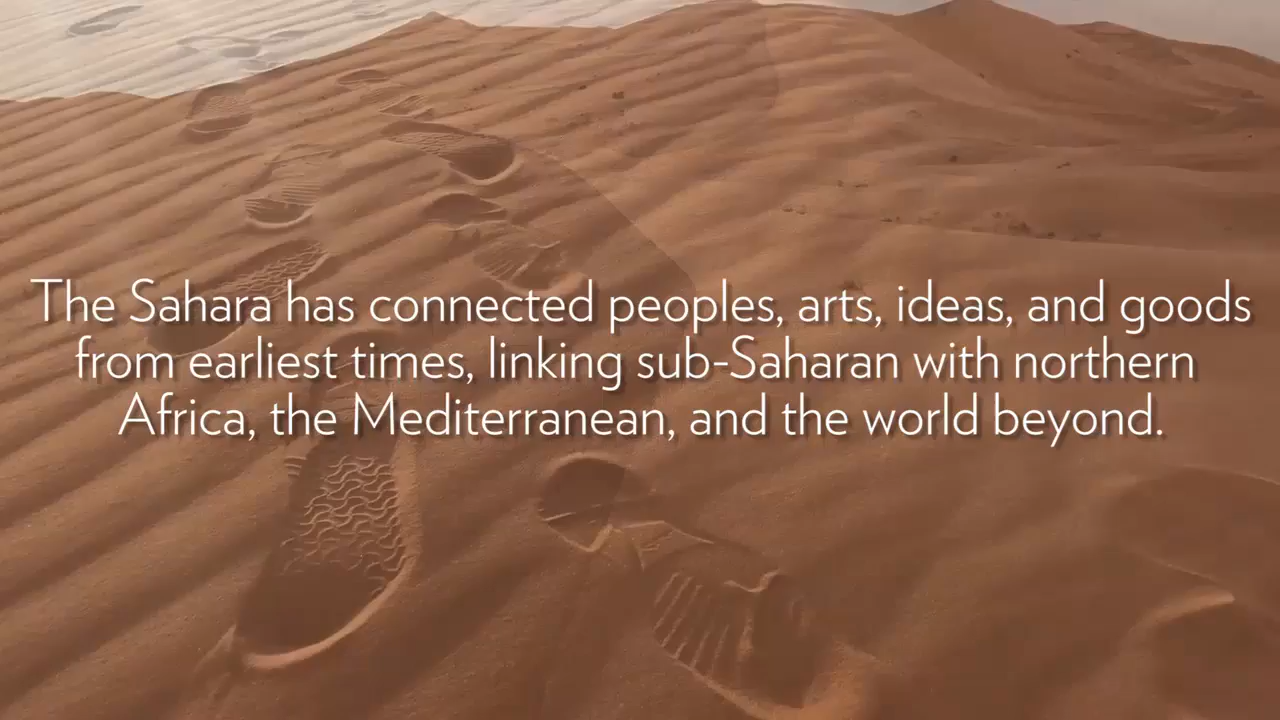 The Sahara has connected peoples, arts, ideas, and goods
from earliest times, linking sub-Saharan with northern
Africa, the Mediterranean, and the world beyond.